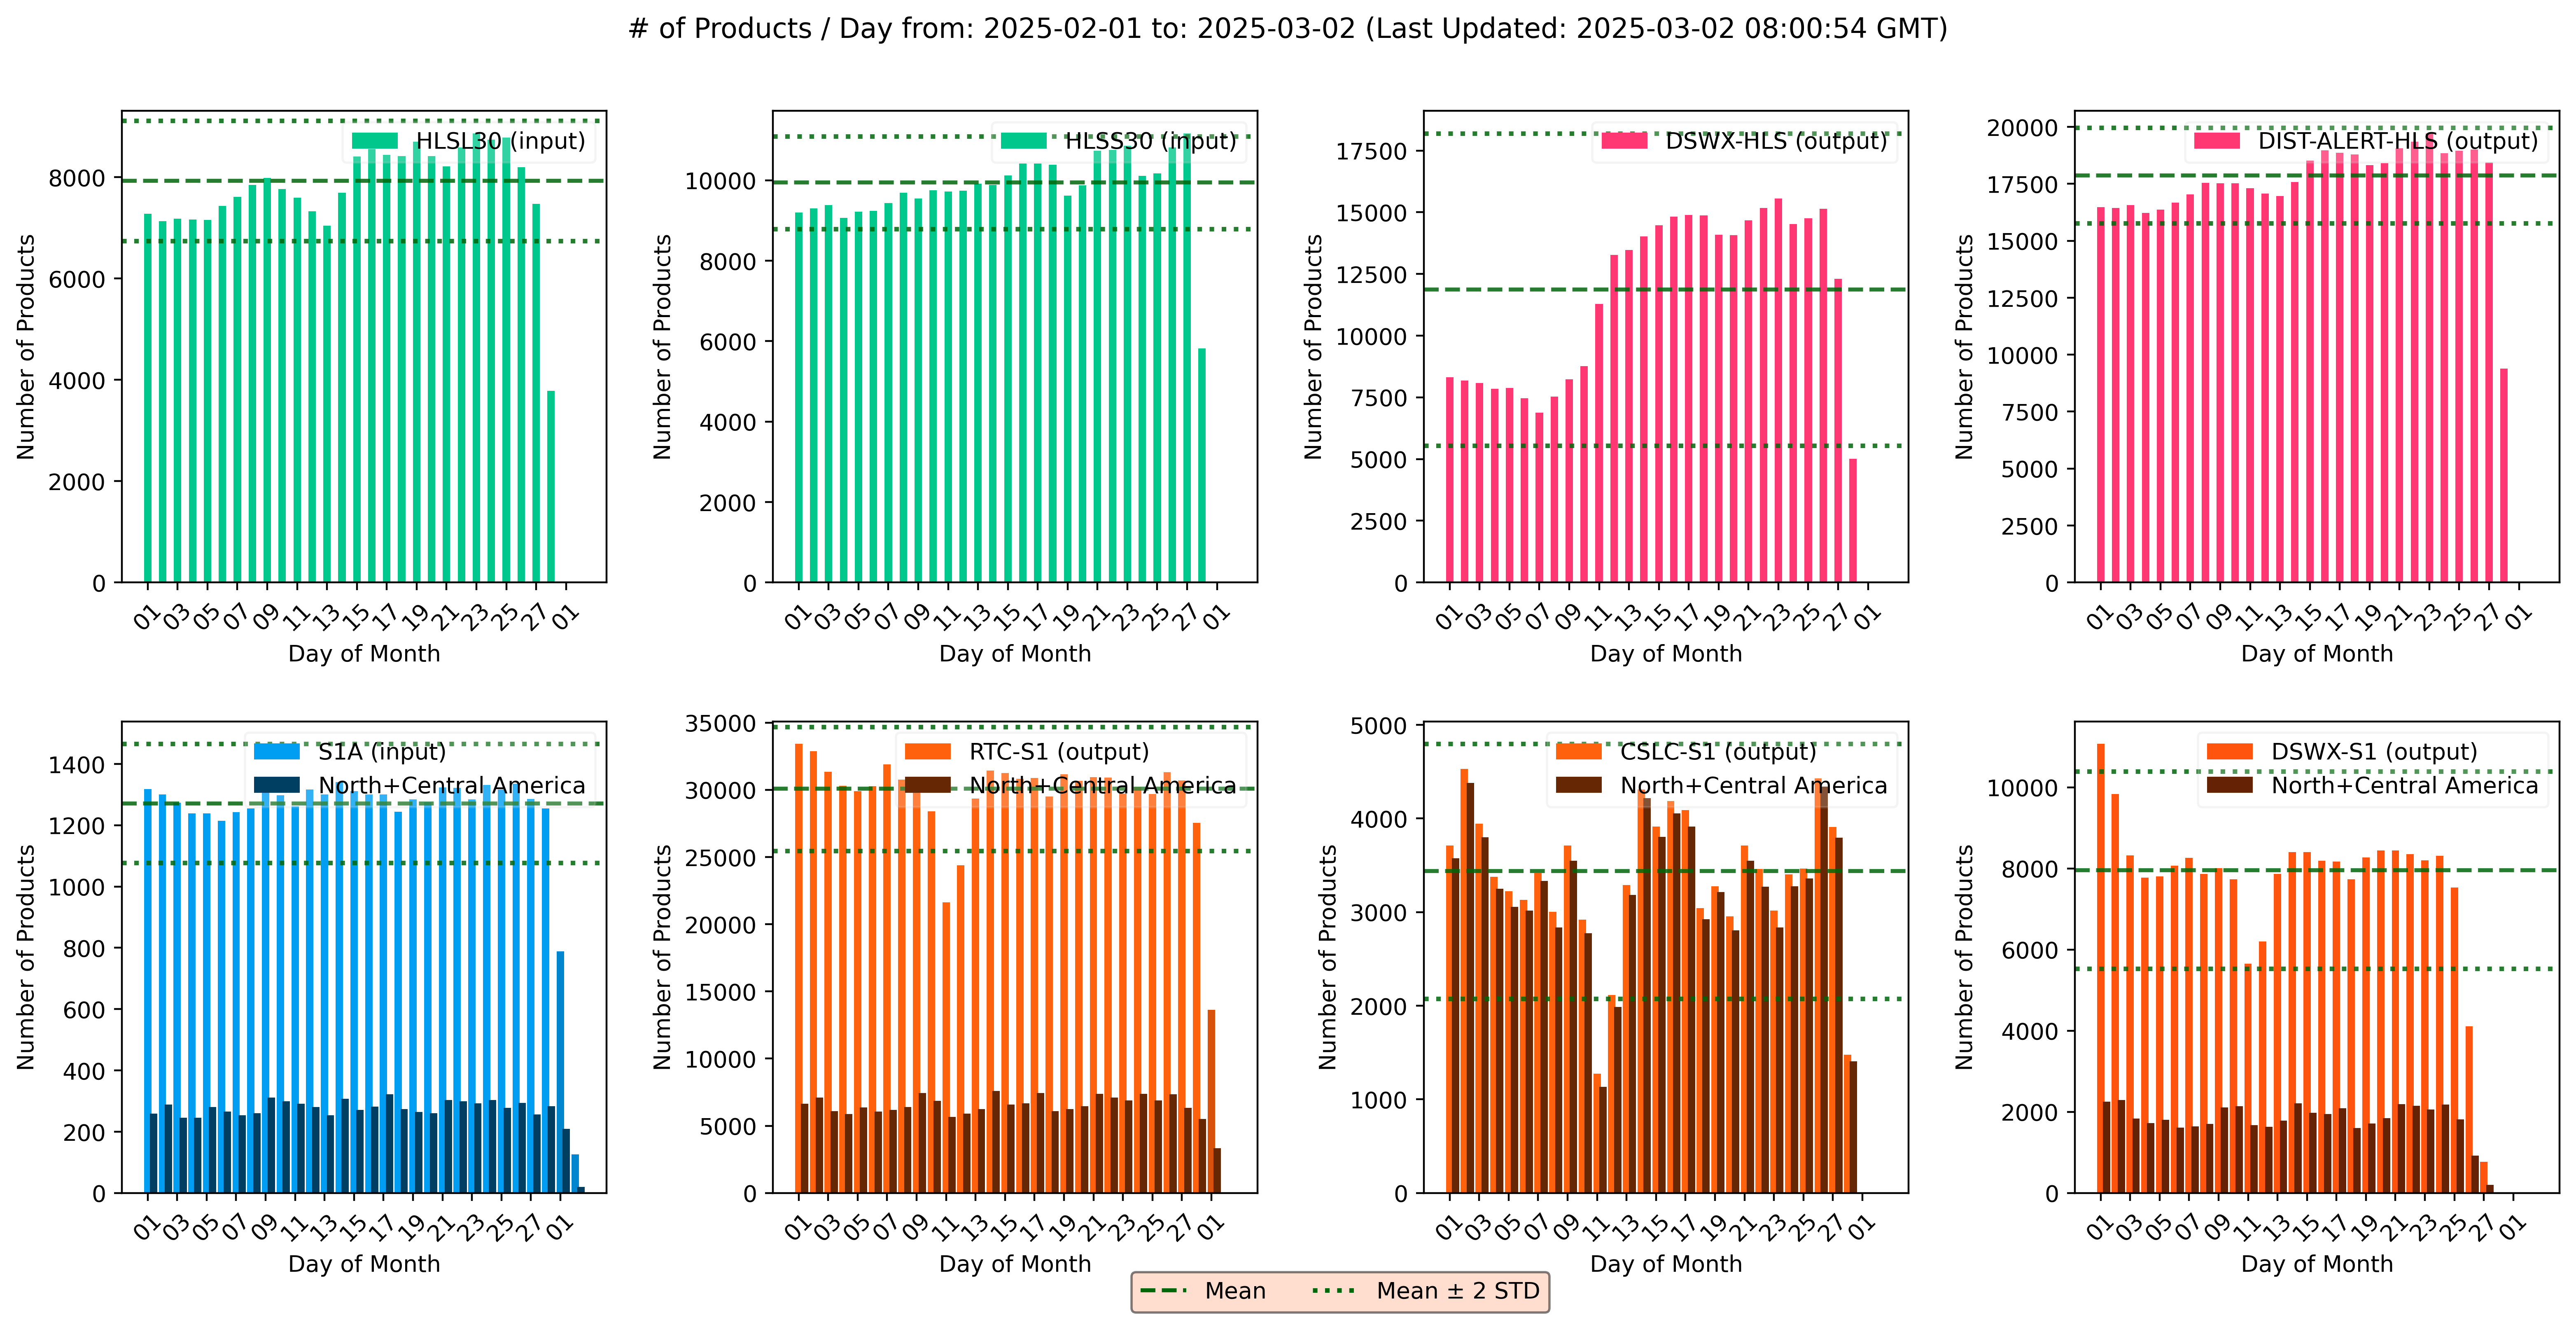 # of Products / Day from: 2025-02-01 to: 2025-03-02 (Last Updated: 2025-03-02 08:00:54 GMT)
HLSL30 (input)
Number of Products
8000
6000
4000
2000
0
01 03 05 07 09 11 13 15 17 19 21 23 25 27 01
Day of Month
HLSS30 (input)
Number of Products
10000
8000
6000
4000
2000
0
01 03 05 07 09 11 13 15 17 19 21 23 25 27 01
Day of Month
DSWX-HLS (output)
Number of Products
17500
15000
12500
10000
7500
5000
2500
0
01 03 05 07 09 11 13 15 17 19 21 23 25 27 01
Day of Month
DIST-ALERT-HLS (output)
Number of Products
20000
17500
15000
12500
10000
7500
5000
2500
0
01 03 05 07 09 11 13 15 17 19 21 23 25 27 01
Day of Month
S1A (input)
North+Central America
Number of Products
1400
1200
1000
800
600
400
200
0
01 03 05 07 09 11 13 15 17 19 21 23 25 27 01
Day of Month
RTC-S1 (output)
North+Central America
Number of Products
35000
30000
25000
20000
15000
10000
5000
0
01 03 05 07 09 11 13 15 17 19 21 23 25 27 01
Day of Month
CSLC-S1 (output)
North+Central America
Number of Products
5000
4000
3000
2000
1000
0
01 03 05 07 09 11 13 15 17 19 21 23 25 27 01
Day of Month
DSWX-S1 (output)
North+Central America
Number of Products
10000
8000
6000
4000
2000
0
01 03 05 07 09 11 13 15 17 19 21 23 25 27 01
Day of Month
Mean
Mean ± 2 STD